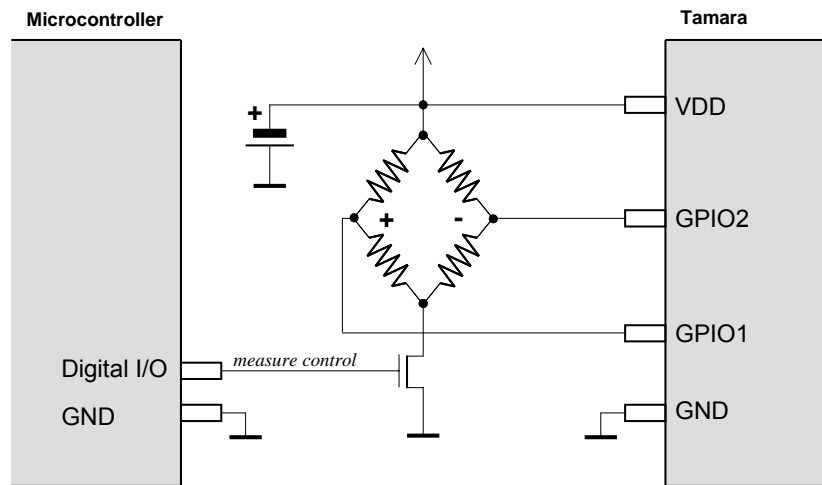 Microcontroller
Tamara
+
VDD
+
-
GPIO2
GPIO1
Digital I/O
measure control
GND
GND